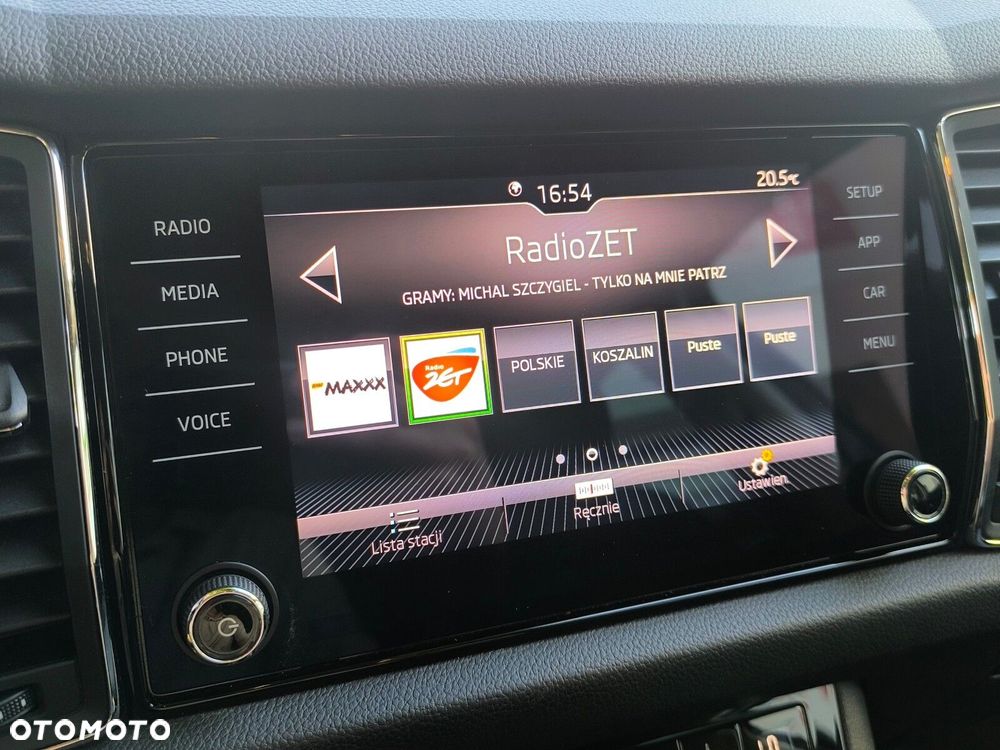 16:54
20.5°C
RADIO
MEDIA
PHONE
VOICE
RadioZET
GRAMY: MICHAL SZCZYGIEL - TYLKO NA MNIE PATRZ
MAXXX
Radio
ZET
POLSKIE
KOSZALIN
Puste
Puste
Lista stacji
Ręcznie
Ustawien
SETUP
APP
CAR
MENU
OTOMOTO